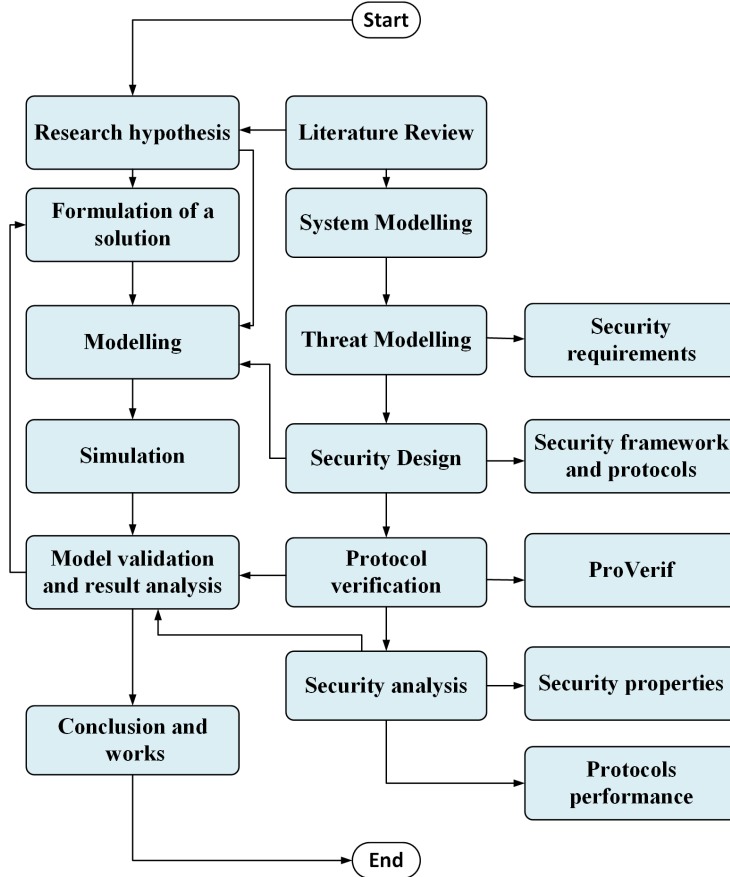 Start
Research hypothesis
Literature Review
Formulation of a
solution
System Modelling
Modelling
Threat Modelling
Security
requirements
Simulation
Security Design
Security framework
and protocols
Model validation
and result analysis
Protocol
verification
ProVerif
Security analysis
Security properties
Conclusion and
works
Protocols
performance
End